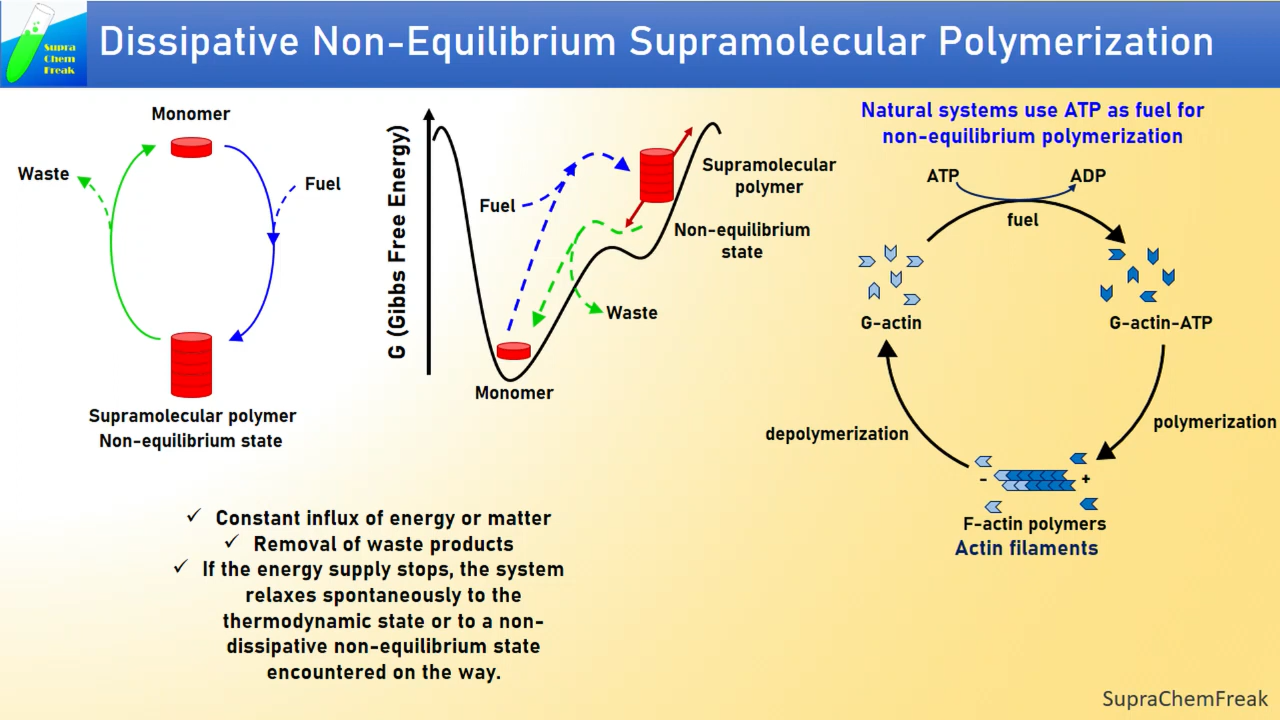 Supra
Chem
Freak
Dissipative Non-Equilibrium Supramolecular Polymerization
Monomer
Waste
Fuel
Supramolecular polymer
Non-equilibrium state
G (Gibbs Free Energy)
Fuel
Supramolecular
polymer
Non-equilibrium
state
Waste
Monomer
Natural systems use ATP as fuel for
non-equilibrium polymerization
ATP
ADP
fuel
G-actin
G-actin-ATP
depolymerization
polymerization
-
+
F-actin polymers
Actin filaments
✓ Constant influx of energy or matter
✓ Removal of waste products
✓ If the energy supply stops, the system
relaxes spontaneously to the
thermodynamic state or to a non-
dissipative non-equilibrium state
encountered on the way.
SupraChemFreak